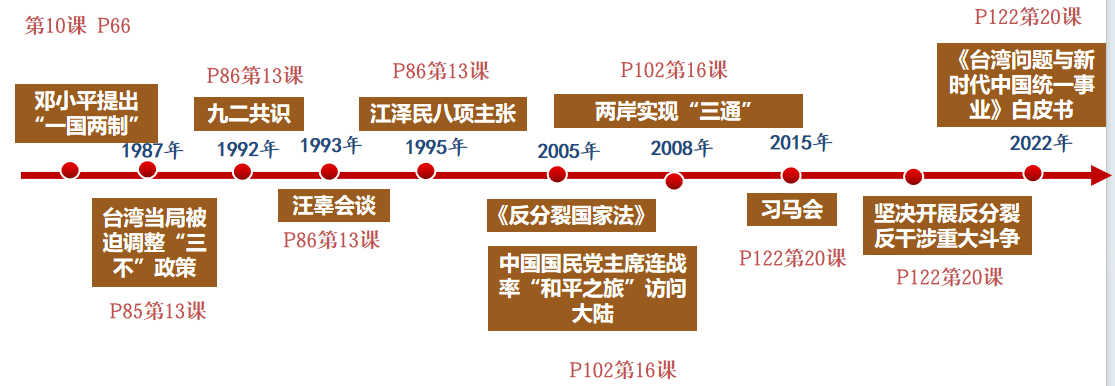 第10课 P66
P122第20课
P86第13课
P86第13课
P102第16课
邓小平提出
“一国两制”
九二共识
江泽民八项主张
两岸实现“三通”
《台湾问题与新
时代中国统一事
业》白皮书
1987年
1992年
1993年
1995年
2005年
2008年
2015年
2022年
台湾当局被
迫调整“三
不”政策
P85第13课
汪辜会谈
P86第13课
《反分裂国家法》
中国国民党主席连战
率“和平之旅”访问
大陆
P102第16课
习马会
P122第20课
坚决开展反分裂
反干涉重大斗争
P122第20课